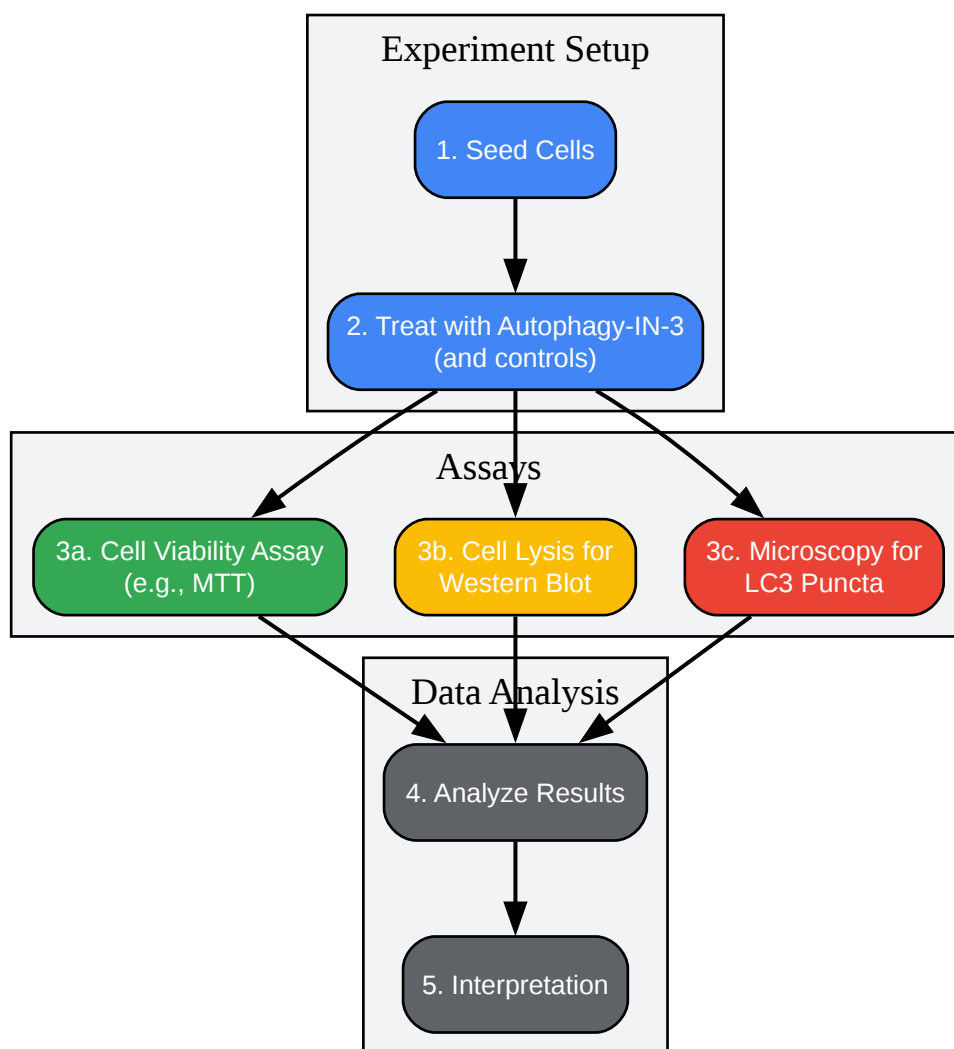 Experiment Setup
1. Seed Cells
2. Treat with Autophagy-IN-3
(and controls)
Assays
3a. Cell Viability Assay
(e.g., MTT)
3b. Cell Lysis for
Western Blot
3c. Microscopy for
LC3 Puncta
Data Analysis
4. Analyze Results
5. Interpretation